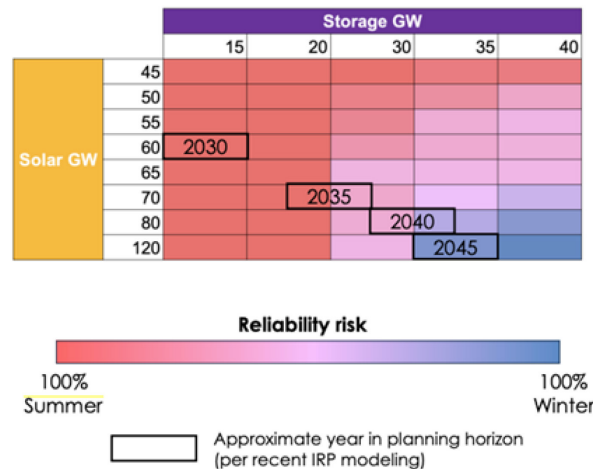 Storage GW
15 20 30 35 40
Solar GW
45
50
55
60 2030
65
70 2035
80 2040
120 2045
Reliability risk
100% 100%
Summer Winter
Approximate year in planning horizon
(per recent IRP modeling)